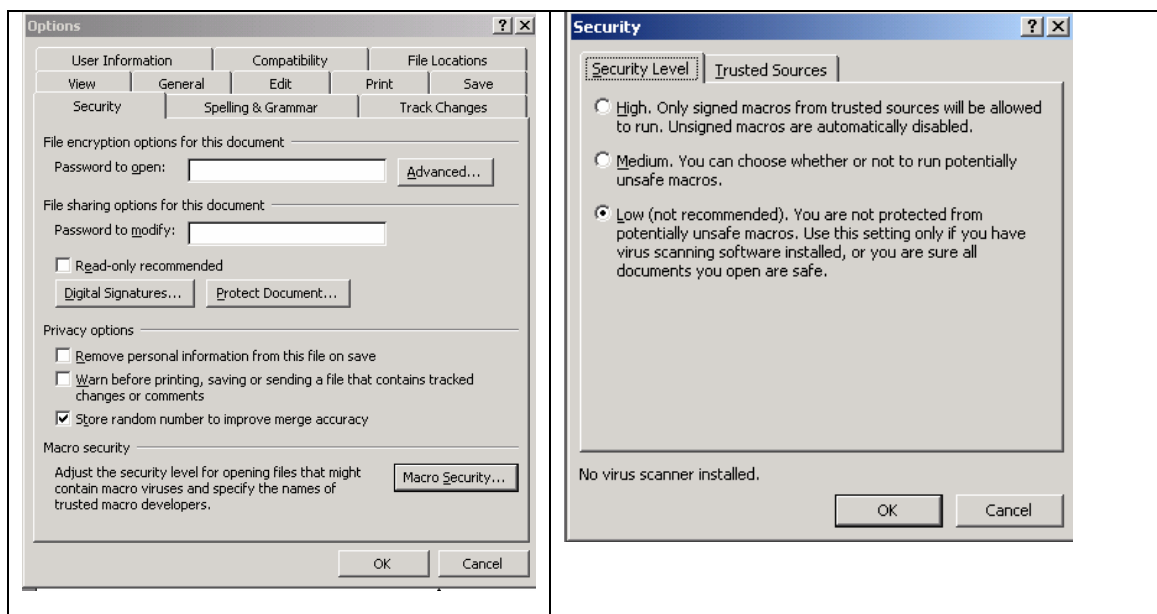 Options
User Information Compatibility File Locations
View General Edit Print Save
Security Spelling & Grammar Track Changes
File encryption options for this document
Password to open:
Advanced...
File sharing options for this document
Password to modify:
Read-only recommended
Digital Signatures... Protect Document...
Privacy options
Remove personal information from this file on save
Warn before printing, saving or sending a file that contains tracked
changes or comments
Store random number to improve merge accuracy
Macro security
Adjust the security level for opening files that might
contain macro viruses and specify the names of
trusted macro developers.
Macro Security...
OK Cancel
Security
Security Level Trusted Sources
High. Only signed macros from trusted sources will be allowed
to run. Unsigned macros are automatically disabled.
Medium. You can choose whether or not to run potentially
unsafe macros.
Low (not recommended). You are not protected from
potentially unsafe macros. Use this setting only if you have
virus scanning software installed, or you are sure all
documents you open are safe.
No virus scanner installed.
OK Cancel